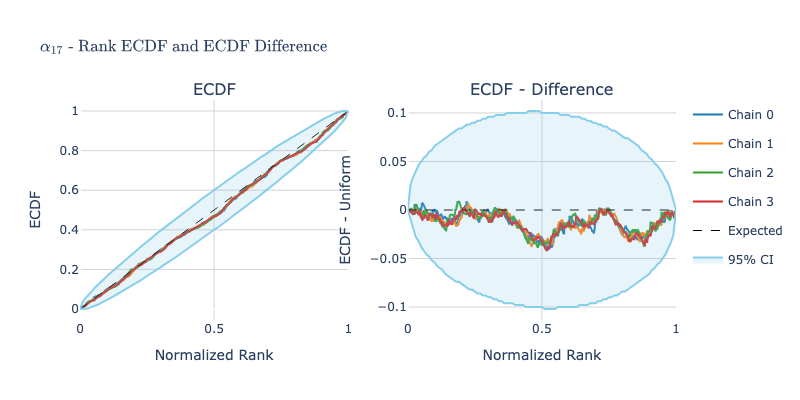 α₁₇ - Rank ECDF and ECDF Difference
ECDF
ECDF
1
0.8
0.6
0.4
0.2
0
0
0.5
1
Normalized Rank
ECDF - Difference
ECDF - Uniform
0.1
0.05
0
−0.05
−0.1
0
0.5
1
Normalized Rank
Chain 0
Chain 1
Chain 2
Chain 3
Expected
95% CI